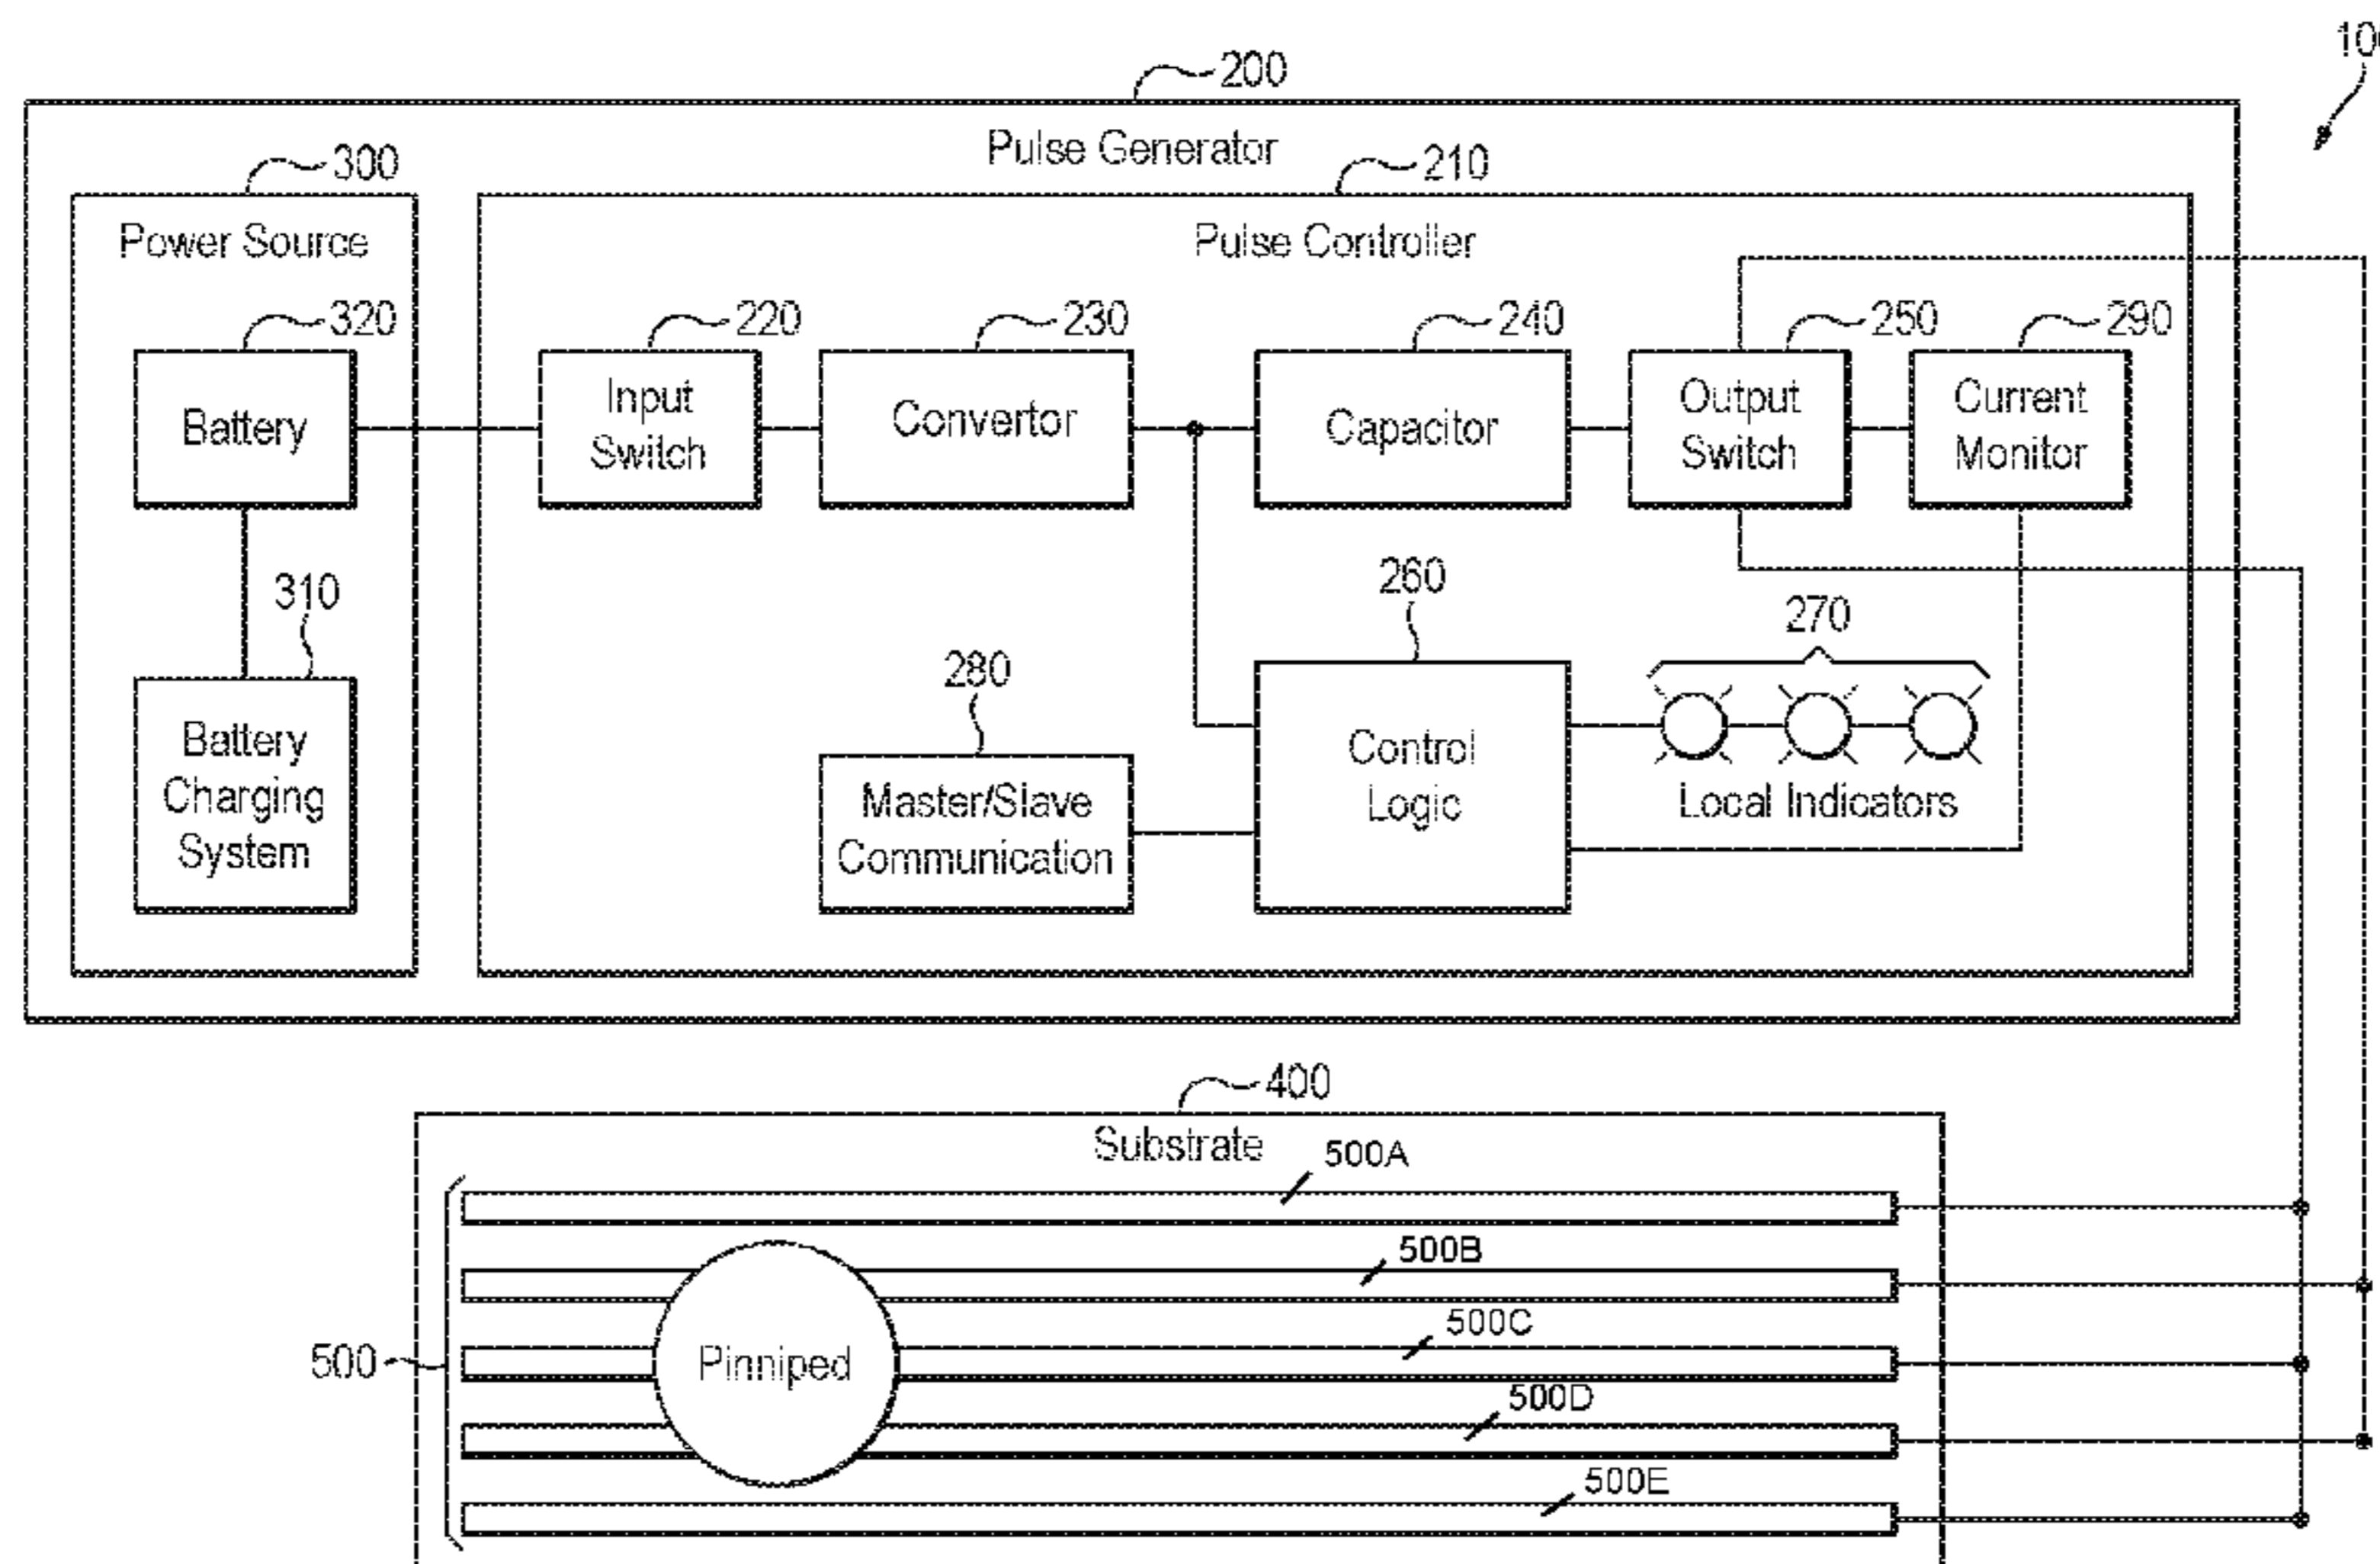 10
200
Pulse Generator
300
210
Power Source
Pulse Controller
320
220
230
240
250
290
Battery
Input
Switch
Convertor
Capacitor
Output
Switch
Current
Monitor
310
260
270
280
Battery
Charging
System
Master/Slave
Communication
Control
Logic
Local Indicators
400
Substrate
500A
500B
500C
500
Pinniped
500D
500E